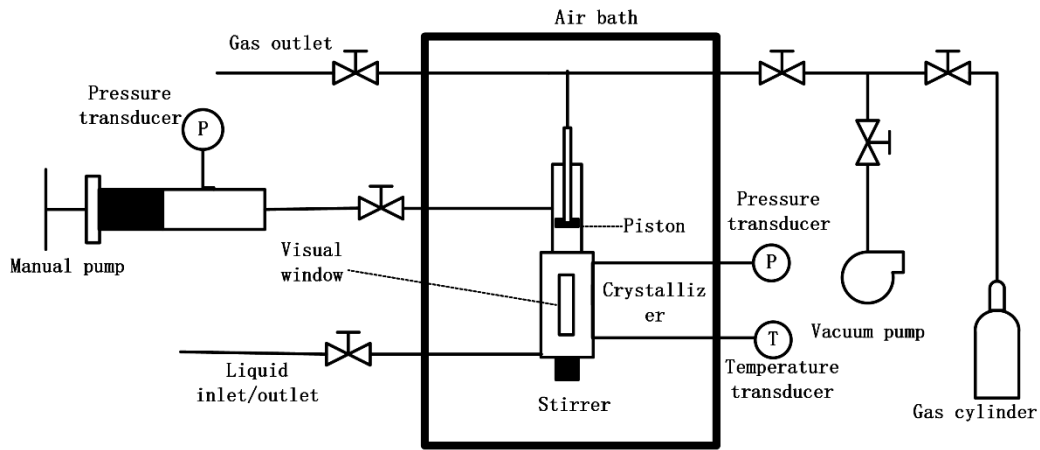 Air bath
Gas outlet
Pressure
transducer
P
Pressure
transducer
Piston
Manual pump
Visual
window
P
Crystalliz
er
Vacuum pump
T
Liquid
inlet/outlet
Temperature
transducer
Stirrer
Gas cylinder